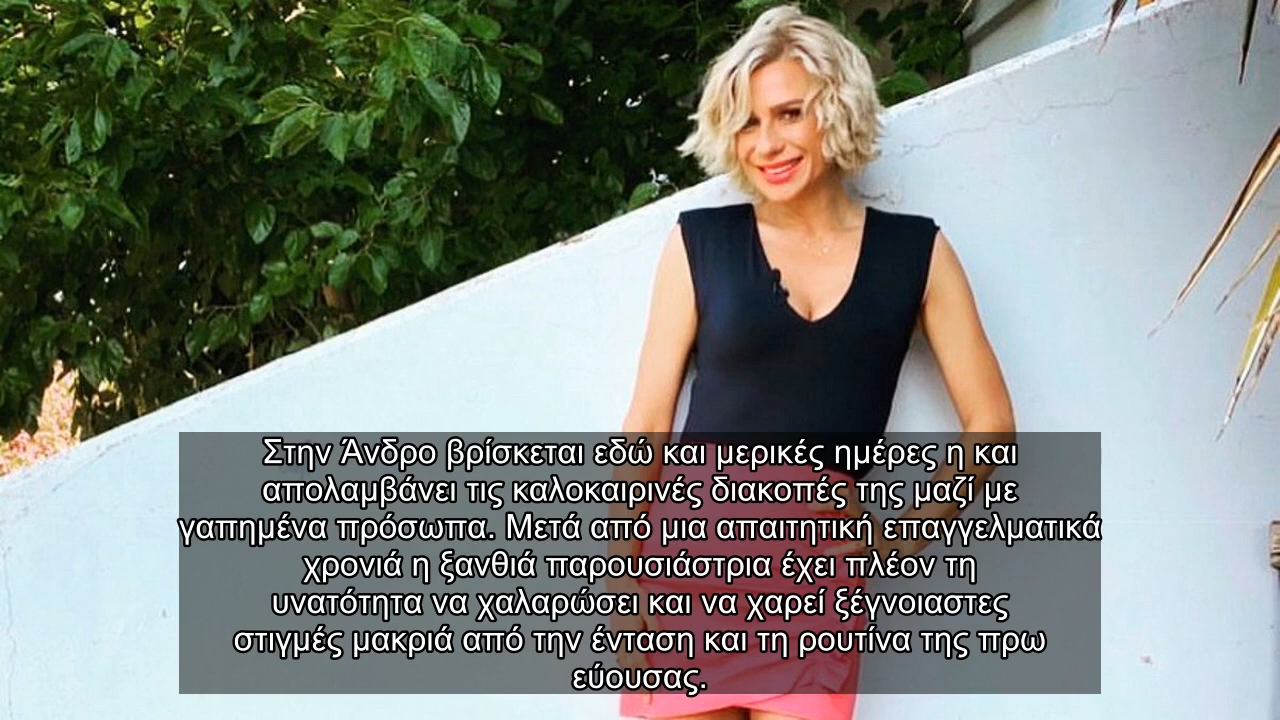 Στην Άνδρο βρίσκεται εδώ και μερικές ημέρες η και
απολαμβάνει τις καλοκαιρινές διακοπές της μαζί με
γαπημένα πρόσωπα. Μετά από μια απαιτητική επαγγελματικά
χρονιά η ξανθιά παρουσιάστρια έχει πλέον τη
υνατότητα να χαλαρώσει και να χαρεί ξέγνοιαστες
στιγμές μακριά από την ένταση και τη ρουτίνα της πρω
εύουσας.